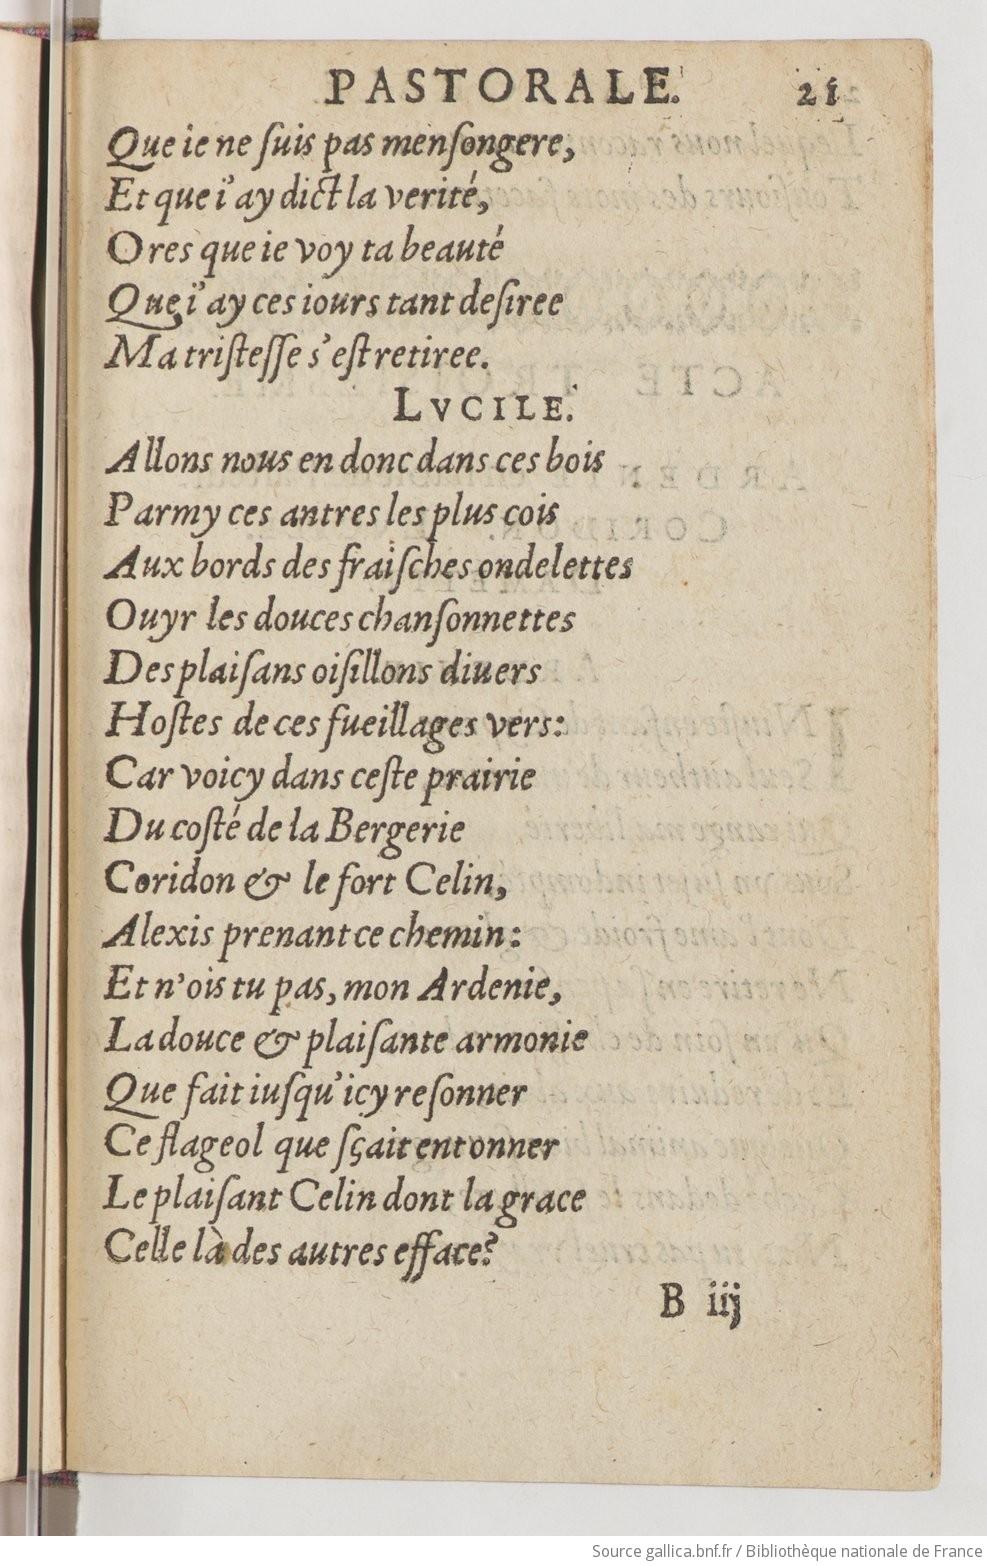 PASTORALE. 21
Que ie ne ſuis pas menſongere,
Et que i'ay dict la verité,
Ores que ie voy ta beauté
Que i'ay ces iours tant deſiree
Ma triſteſſe s'eſt retiree.
LVCILE.
Allons nous en donc dans ces bois
Parmy ces antres les plus cois
Aux bords des fraiſches ondelettes
Ouyr les douces chanſonnettes
Des plaiſans oiſillons diuers
Hoſtes de ces fueillages vers:
Car voicy dans ceſte prairie
Du coſté de la Bergerie
Coridon & le fort Celin,
Alexis prenant ce chemin:
Et n'ois tu pas, mon Ardenie,
La douce & plaiſante armonie
Que fait iuſqu'icy reſonner
Ce flageol que ſçait entonner
Le plaiſant Celin dont la grace
Celle là des autres efface?
B iij
Source gallica.bnf.fr / Bibliothèque nationale de France